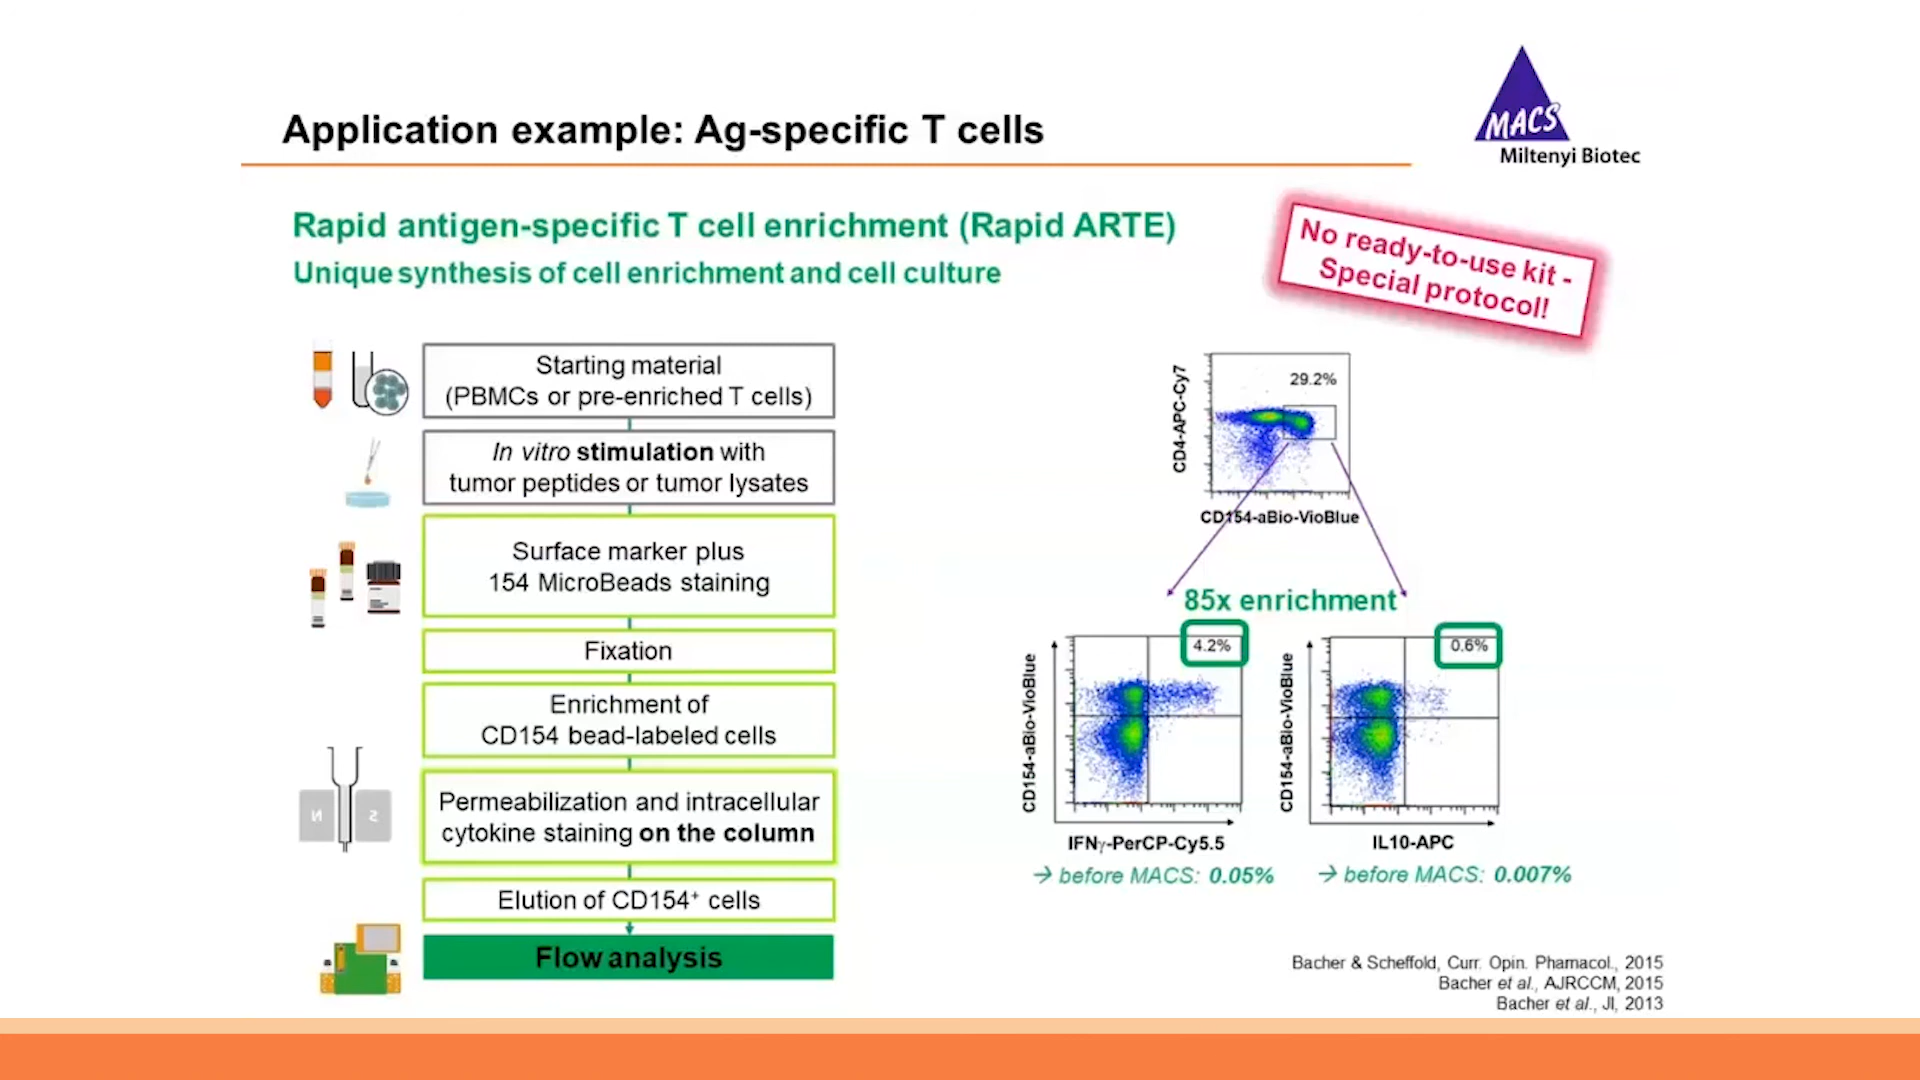 Application example: Ag-specific T cells
MACS
Miltenyi Biotec
Rapid antigen-specific T cell enrichment (Rapid ARTE)
Unique synthesis of cell enrichment and cell culture
No ready-to-use kit -
Special protocol!
Starting material
(PBMCs or pre-enriched T cells)
In vitro stimulation with
tumor peptides or tumor lysates
Surface marker plus
154 MicroBeads staining
Fixation
Enrichment of
CD154 bead-labeled cells
N S
Permeabilization and intracellular
cytokine staining on the column
Elution of CD154⁺ cells
Flow analysis
CD4-APC-Cy7
29.2%
CD154-aBio-VioBlue
85x enrichment
CD154-aBio-VioBlue
4.2%
IFNγ-PerCP-Cy5.5
→ before MACS: 0.05%
CD154-aBio-VioBlue
0.6%
IL10-APC
→ before MACS: 0.007%
Bacher & Scheffold, Curr. Opin. Phamacol., 2015
Bacher et al., AJRCCM, 2015
Bacher et al., JI, 2013